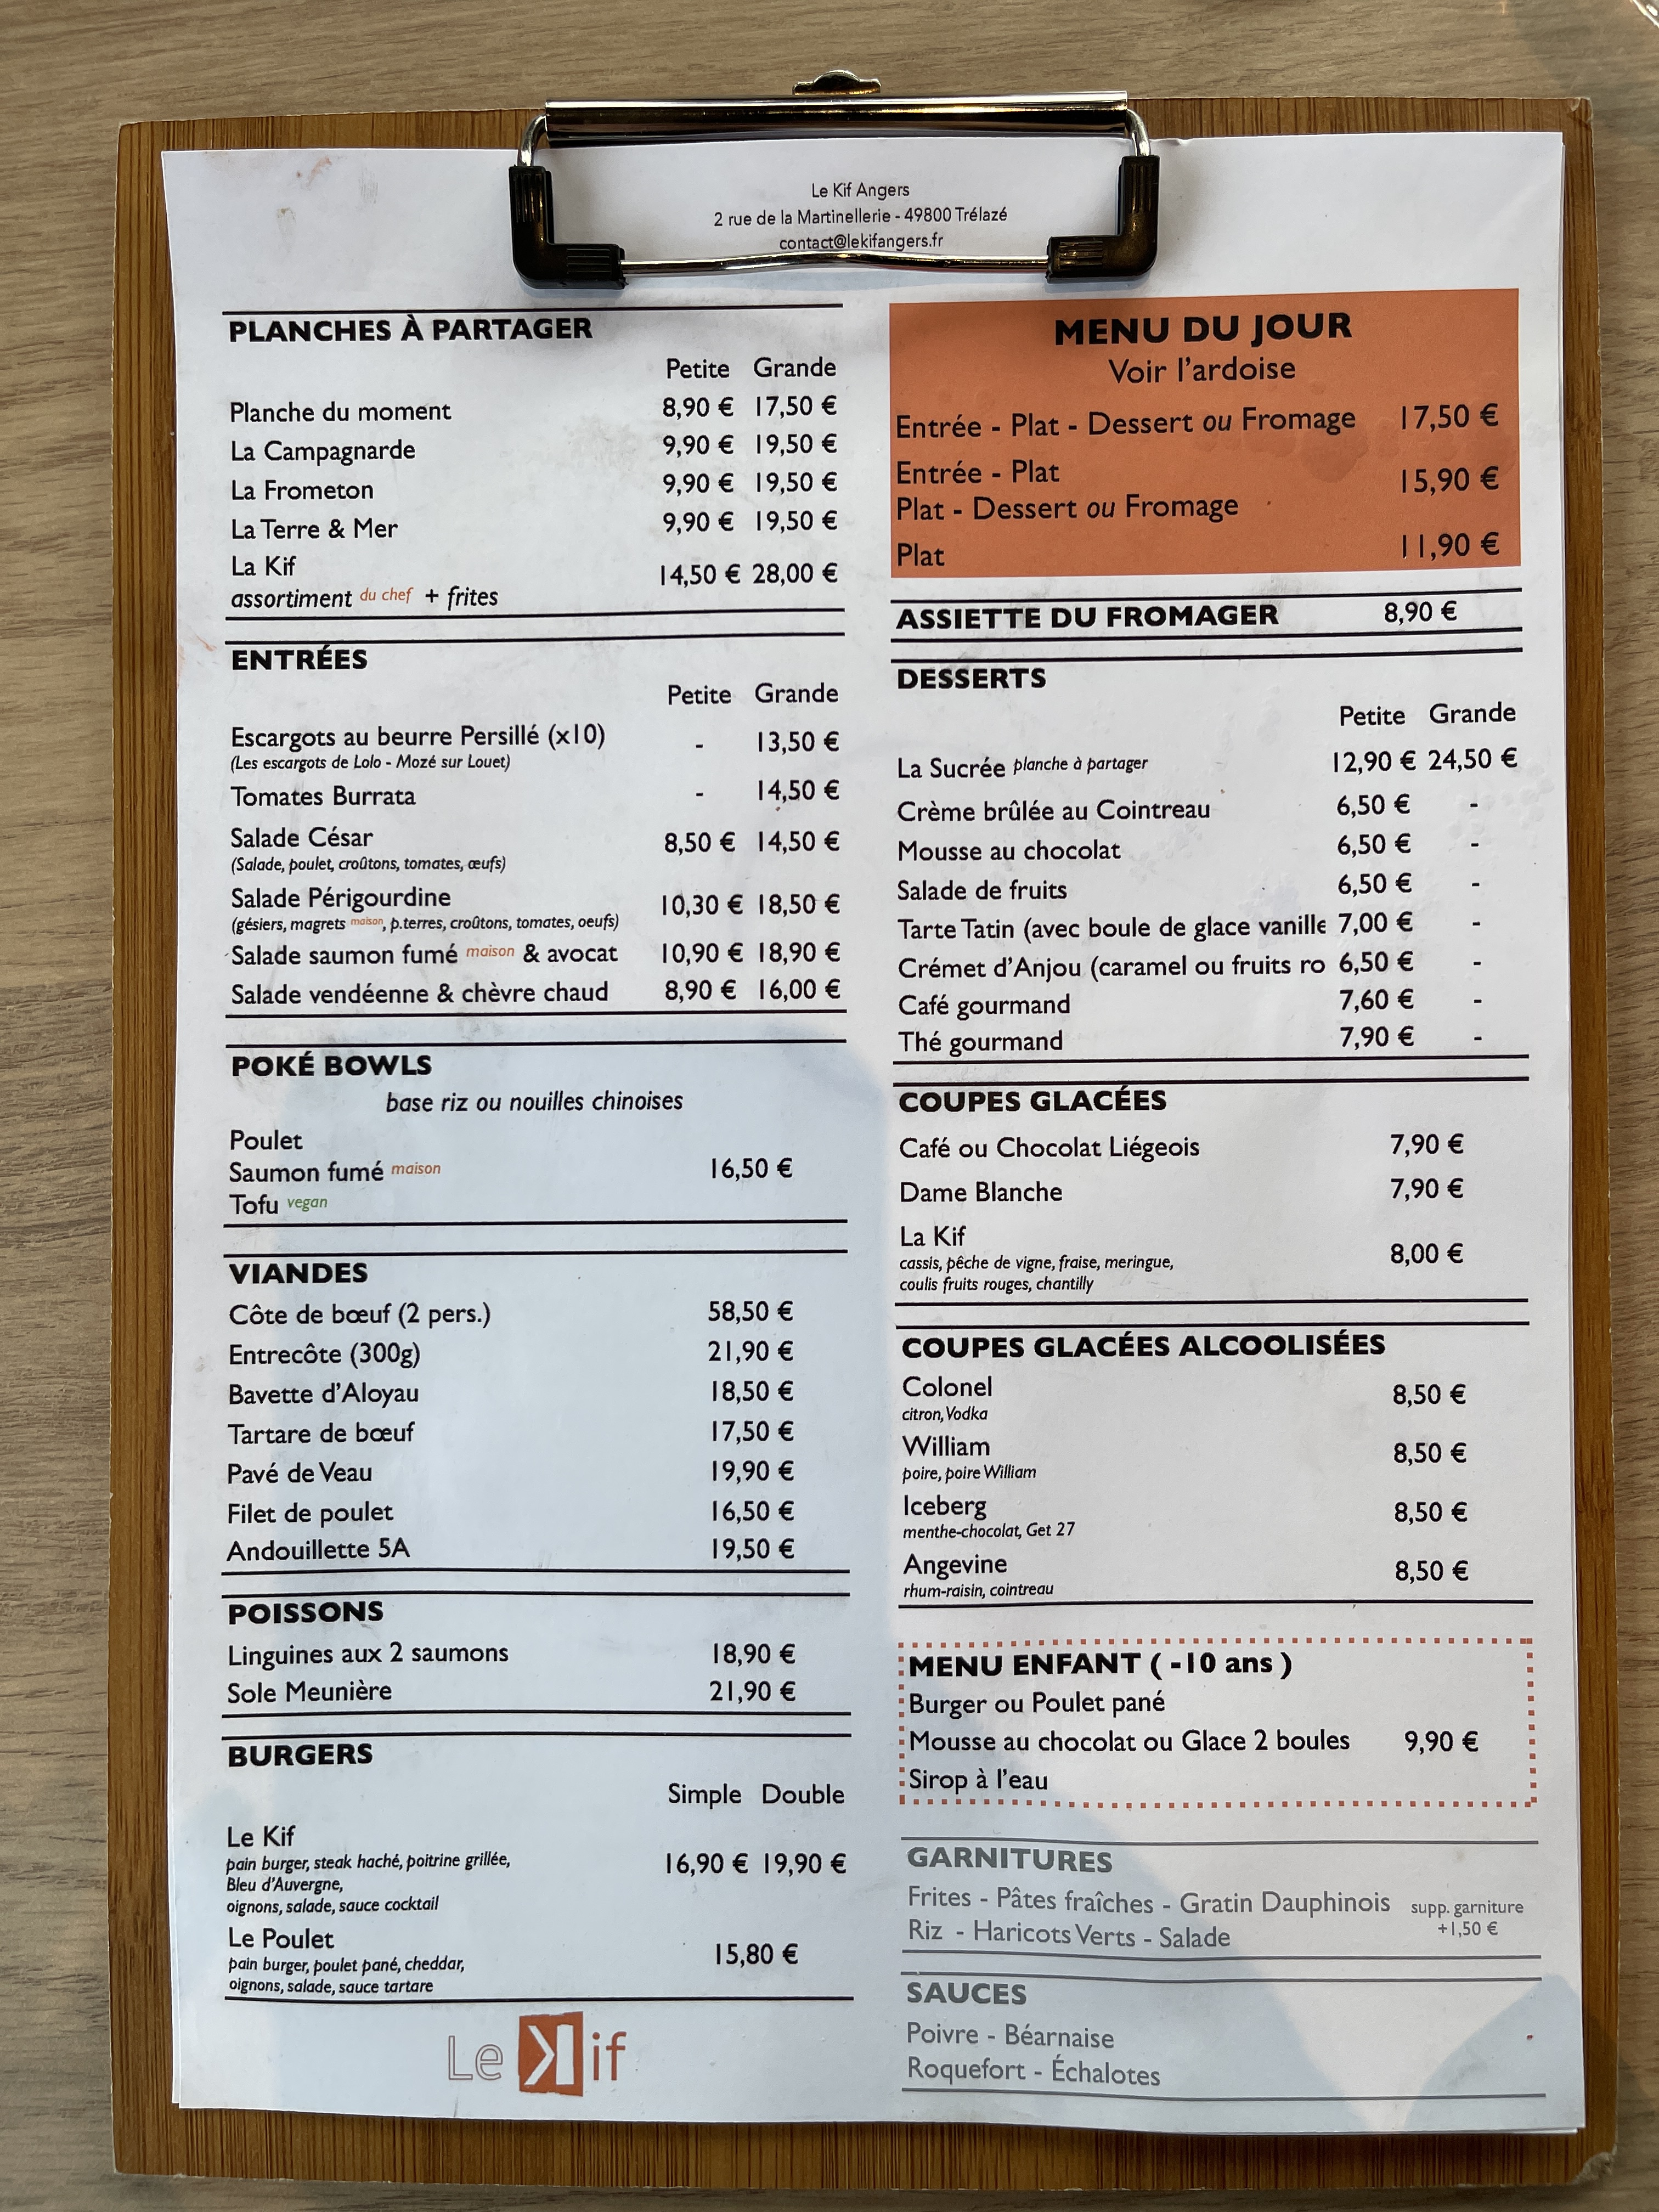 Le Kif Angers
2 rue de la Martinellerie - 49800 Trélazé
contact@lekifangers.fr
PLANCHES À PARTAGER
Petite Grande
Planche du moment 8,90 € 17,50 €
La Campagnarde 9,90 € 19,50 €
La Frometon 9,90 € 19,50 €
La Terre & Mer 9,90 € 19,50 €
La Kif
assortiment du chef + frites 14,50 € 28,00 €
ENTRÉES
Petite Grande
Escargots au beurre Persillé (x10) - 13,50 €
(Les escargots de Lolo - Mozé sur Louet)
Tomates Burrata - 14,50 €
Salade César 8,50 € 14,50 €
(Salade, poulet, croûtons, tomates, œufs)
Salade Périgourdine 10,30 € 18,50 €
(gésiers, magrets maison, p.terres, croûtons, tomates, oeufs)
Salade saumon fumé maison & avocat 10,90 € 18,90 €
Salade vendéenne & chèvre chaud 8,90 € 16,00 €
POKÉ BOWLS
base riz ou nouilles chinoises
Poulet
Saumon fumé maison 16,50 €
Tofu vegan
VIANDES
Côte de bœuf (2 pers.) 58,50 €
Entrecôte (300g) 21,90 €
Bavette d'Aloyau 18,50 €
Tartare de bœuf 17,50 €
Pavé de Veau 19,90 €
Filet de poulet 16,50 €
Andouillette 5A 19,50 €
POISSONS
Linguines aux 2 saumons 18,90 €
Sole Meunière 21,90 €
BURGERS
Simple Double
Le Kif
pain burger, steak haché, poitrine grillée, 16,90 € 19,90 €
Bleu d'Auvergne,
oignons, salade, sauce cocktail
Le Poulet
pain burger, poulet pané, cheddar, 15,80 €
oignons, salade, sauce tartare
Le Kif
MENU DU JOUR
Voir l'ardoise
Entrée - Plat - Dessert ou Fromage 17,50 €
Entrée - Plat
Plat - Dessert ou Fromage 15,90 €
Plat 11,90 €
ASSIETTE DU FROMAGER 8,90 €
DESSERTS
Petite Grande
La Sucrée planche à partager 12,90 € 24,50 €
Crème brûlée au Cointreau 6,50 € -
Mousse au chocolat 6,50 € -
Salade de fruits 6,50 € -
Tarte Tatin (avec boule de glace vanille 7,00 € -
Crémet d'Anjou (caramel ou fruits ro 6,50 € -
Café gourmand 7,60 € -
Thé gourmand 7,90 € -
COUPES GLACÉES
Café ou Chocolat Liégeois 7,90 €
Dame Blanche 7,90 €
La Kif
cassis, pêche de vigne, fraise, meringue, 8,00 €
coulis fruits rouges, chantilly
COUPES GLACÉES ALCOOLISÉES
Colonel 8,50 €
citron, Vodka
William 8,50 €
poire, poire William
Iceberg 8,50 €
menthe-chocolat, Get 27
Angevine 8,50 €
rhum-raisin, cointreau
MENU ENFANT ( -10 ans )
Burger ou Poulet pané
Mousse au chocolat ou Glace 2 boules 9,90 €
Sirop à l'eau
GARNITURES
Frites - Pâtes fraîches - Gratin Dauphinois supp. garniture
Riz - Haricots Verts - Salade +1,50 €
SAUCES
Poivre - Béarnaise
Roquefort - Échalotes